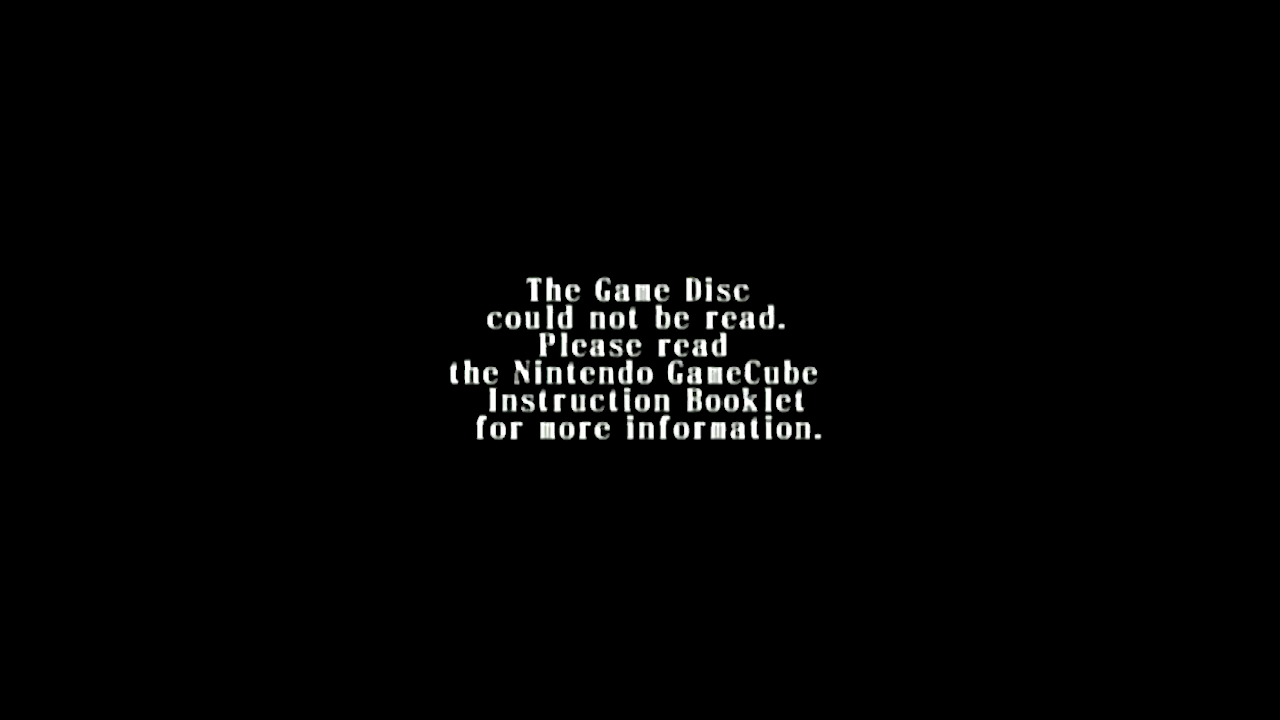 The Game Disc
could not be read.
Please read
the Nintendo GameCube
Instruction Booklet
for more information.